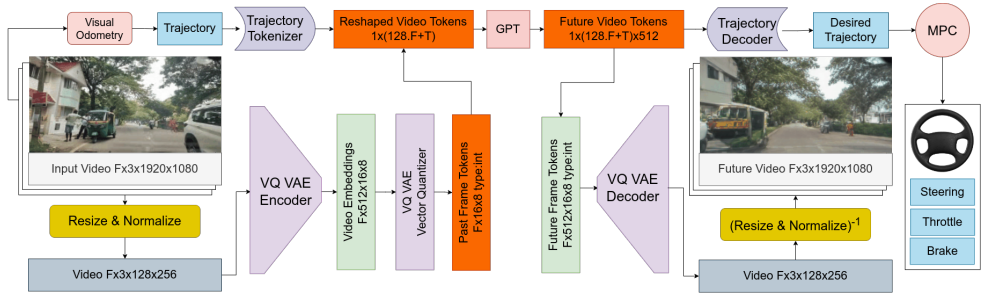 Visual
Odometry
Trajectory
Trajectory
Tokenizer
Reshaped Video Tokens
1x(128.F+T)
GPT
Future Video Tokens
1x(128.F+T)x512
Trajectory
Decoder
Desired
Trajectory
MPC
Input Video Fx3x1920x1080
Resize & Normalize
Video Fx3x128x256
VQ VAE
Encoder
Video Embeddings
Fx512x16x8
VQ VAE
Vector Quantizer
Past Frame Tokens
Fx16x8 type:int
Future Frame Tokens
Fx512x16x8 type:int
VQ VAE
Decoder
Future Video Fx3x1920x1080
(Resize & Normalize)-1
Video Fx3x128x256
Steering
Throttle
Brake